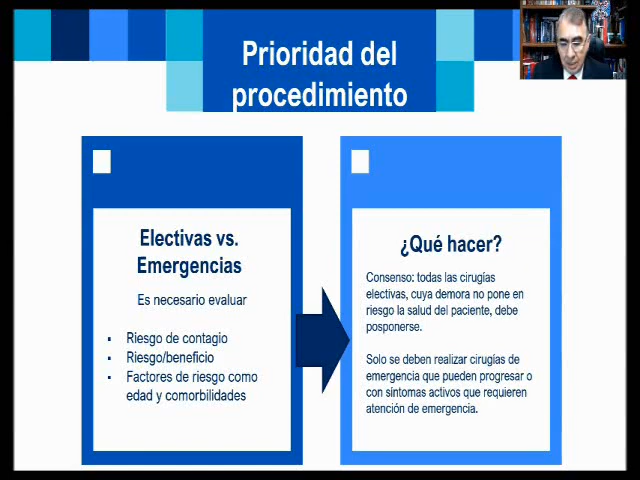 Prioridad del
procedimiento
Electivas vs.
Emergencias
Es necesario evaluar
▪ Riesgo de contagio
▪ Riesgo/beneficio
▪ Factores de riesgo como
edad y comorbilidades
¿Qué hacer?
Consenso: todas las cirugías
electivas, cuya demora no pone en
riesgo la salud del paciente, debe
posponerse.
Solo se deben realizar cirugías de
emergencia que pueden progresar o
con síntomas activos que requieren
atención de emergencia.